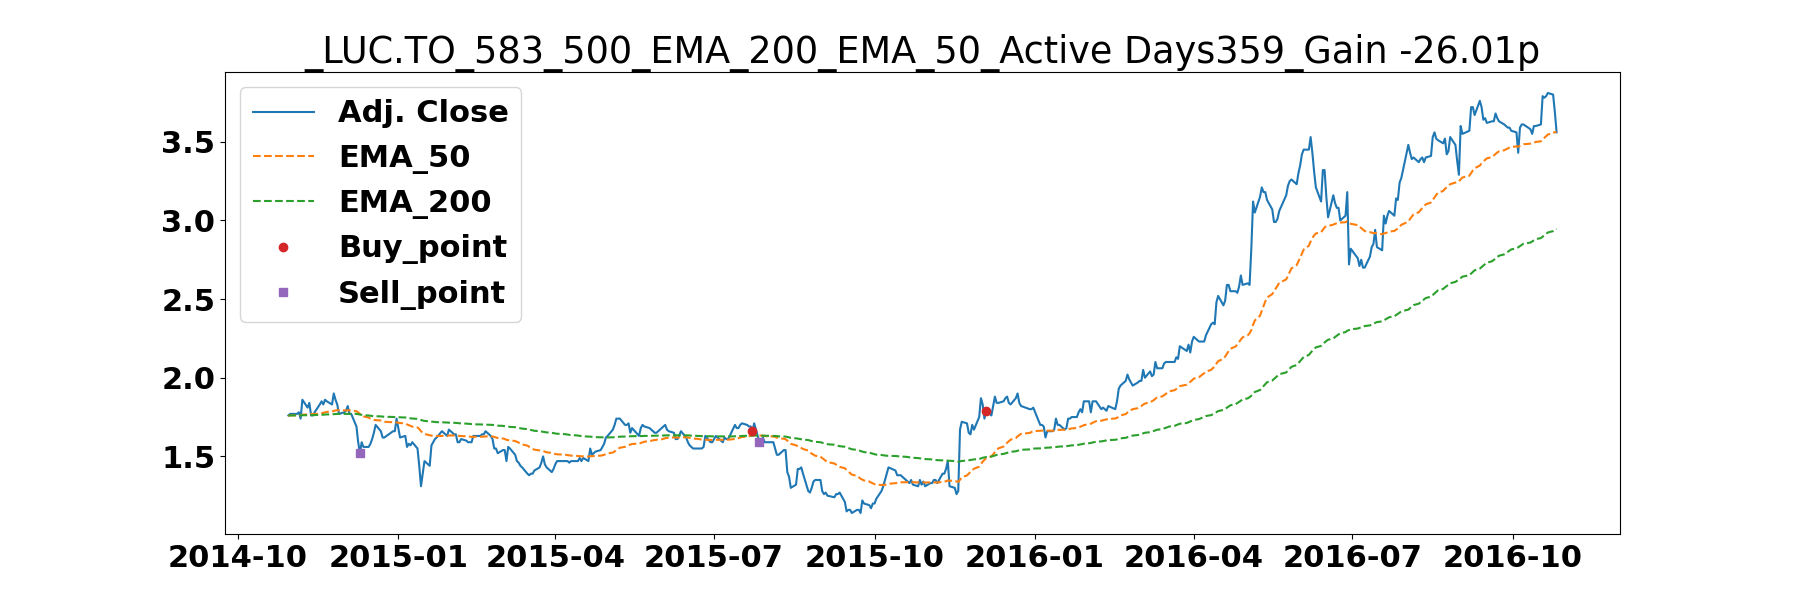 _LUC.TO_583_500_EMA_200_EMA_50_Active Days359_Gain -26.01p
Adj. Close
EMA_50
EMA_200
Buy_point
Sell_point
3.5
3.0
2.5
2.0
1.5
2014-10 2015-01 2015-04 2015-07 2015-10 2016-01 2016-04 2016-07 2016-10